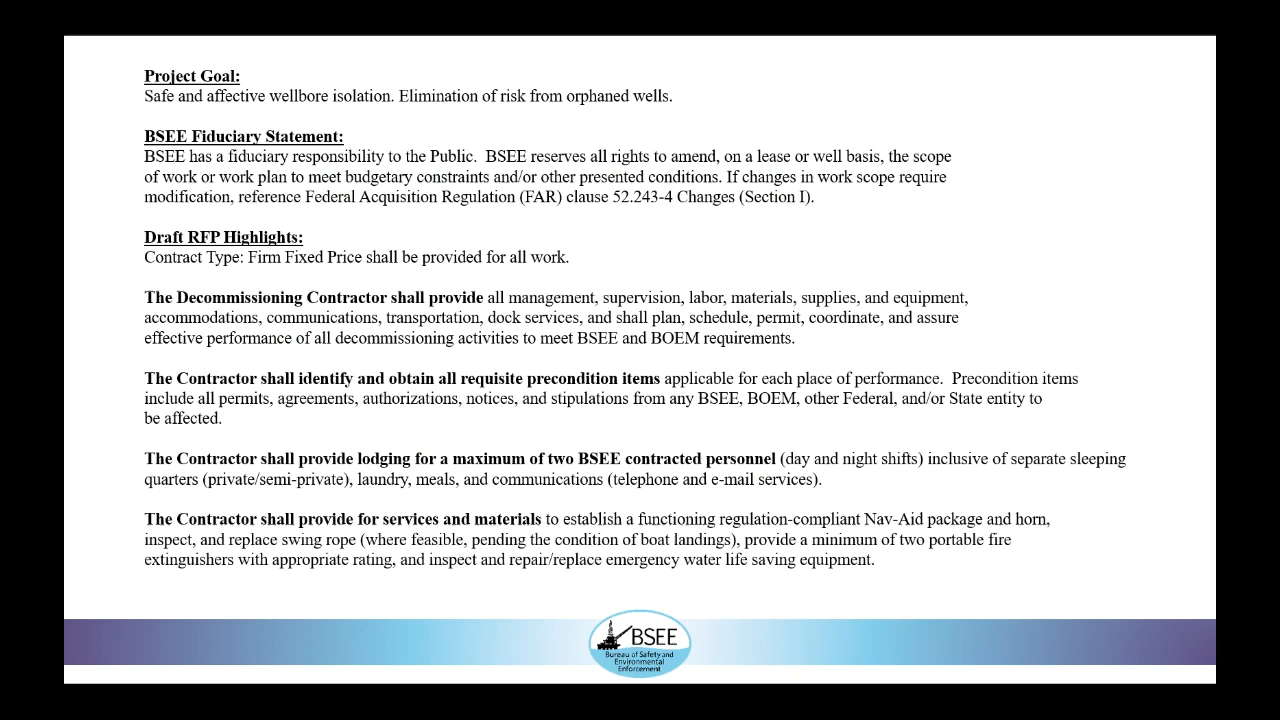 Project Goal:
Safe and affective wellbore isolation. Elimination of risk from orphaned wells.
BSEE Fiduciary Statement:
BSEE has a fiduciary responsibility to the Public.  BSEE reserves all rights to amend, on a lease or well basis, the scope
of work or work plan to meet budgetary constraints and/or other presented conditions. If changes in work scope require
modification, reference Federal Acquisition Regulation (FAR) clause 52.243-4 Changes (Section I).
Draft RFP Highlights:
Contract Type: Firm Fixed Price shall be provided for all work.
The Decommissioning Contractor shall provide all management, supervision, labor, materials, supplies, and equipment,
accommodations, communications, transportation, dock services, and shall plan, schedule, permit, coordinate, and assure
effective performance of all decommissioning activities to meet BSEE and BOEM requirements.
The Contractor shall identify and obtain all requisite precondition items applicable for each place of performance.  Precondition items
include all permits, agreements, authorizations, notices, and stipulations from any BSEE, BOEM, other Federal, and/or State entity to
be affected.
The Contractor shall provide lodging for a maximum of two BSEE contracted personnel (day and night shifts) inclusive of separate sleeping
quarters (private/semi-private), laundry, meals, and communications (telephone and e-mail services).
The Contractor shall provide for services and materials to establish a functioning regulation-compliant Nav-Aid package and horn,
inspect, and replace swing rope (where feasible, pending the condition of boat landings), provide a minimum of two portable fire
extinguishers with appropriate rating, and inspect and repair/replace emergency water life saving equipment.
BSEE
Bureau of Safety and
Environmental
Enforcement